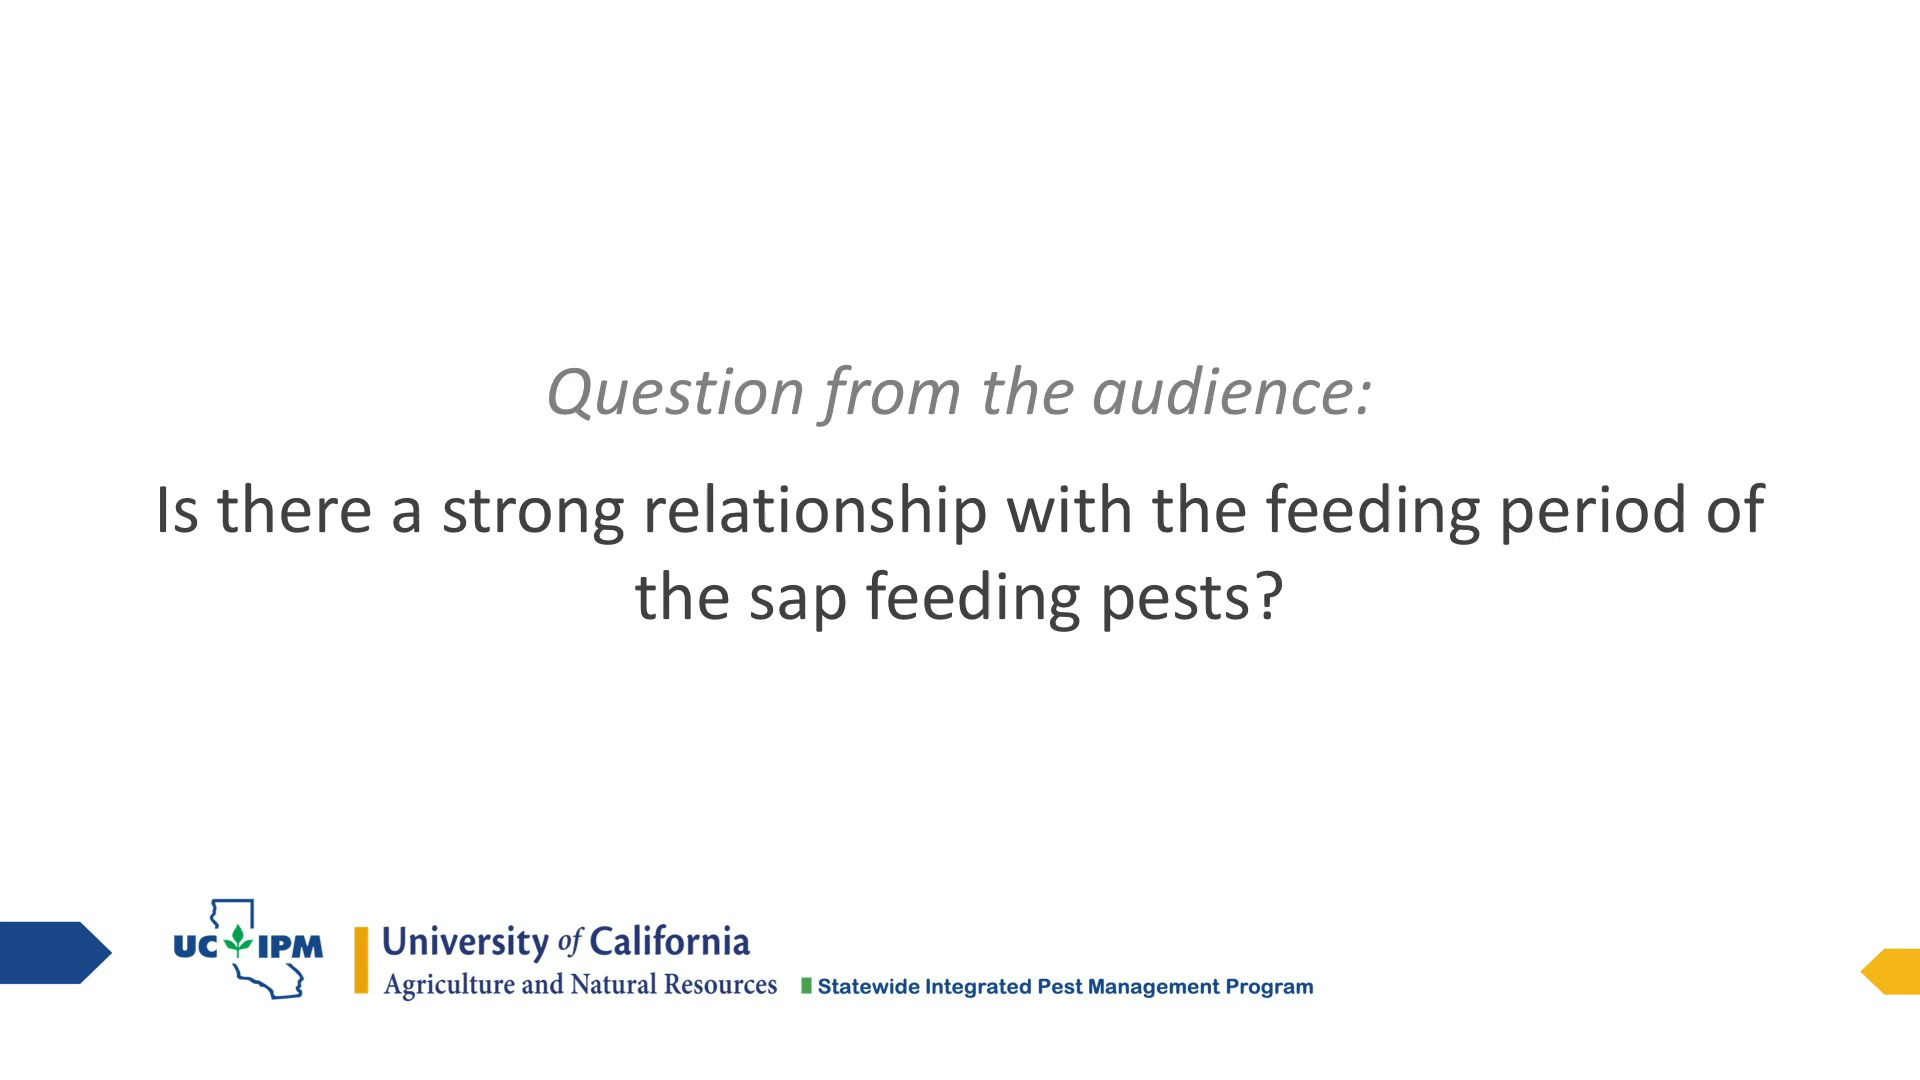 Question from the audience:
Is there a strong relationship with the feeding period of
the sap feeding pests?
UC IPM
University of California
Agriculture and Natural Resources
Statewide Integrated Pest Management Program